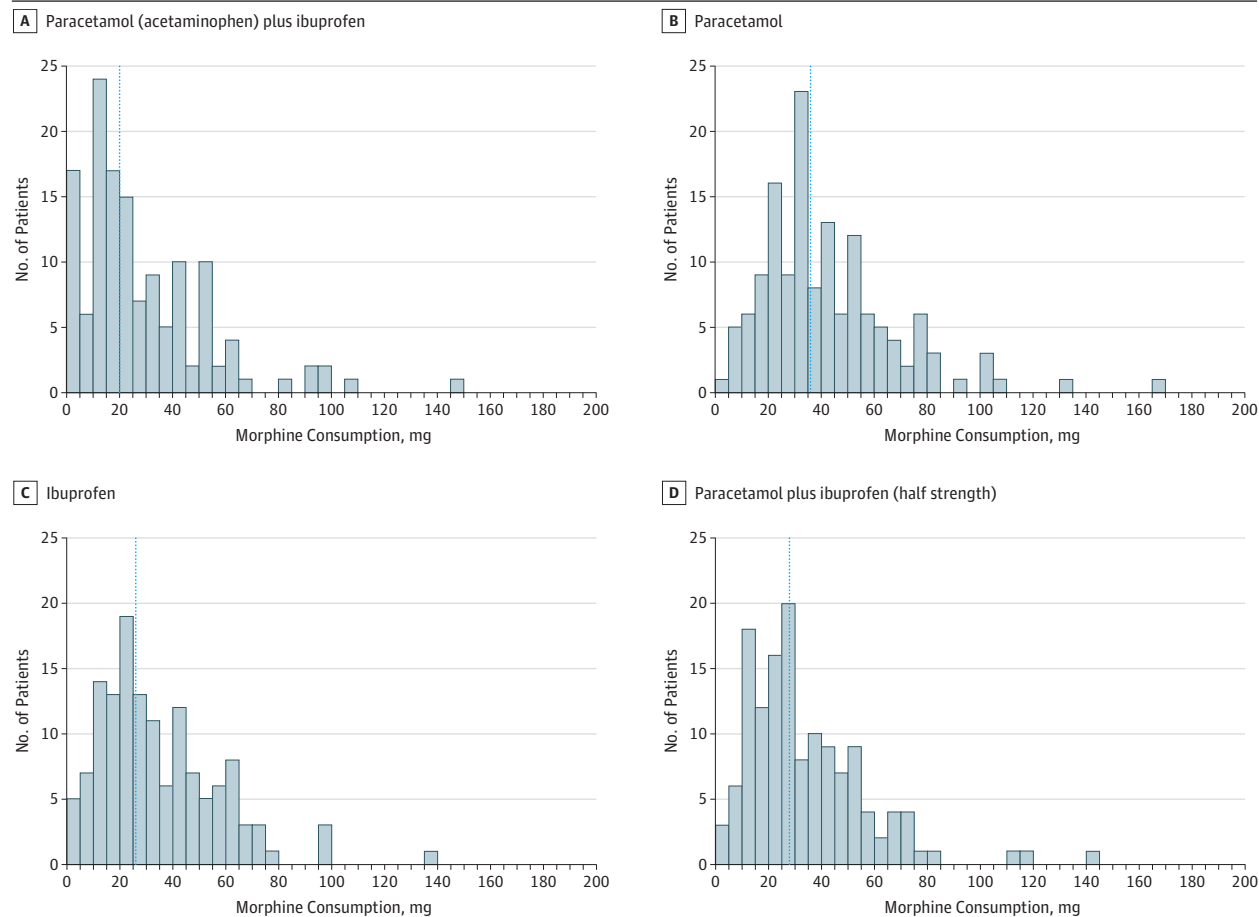 A Paracetamol (acetaminophen) plus ibuprofen
25
20
15
10
5
0
No. of Patients
0 20 40 60 80 100 120 140 160 180 200
Morphine Consumption, mg
B Paracetamol
25
20
15
10
5
0
No. of Patients
0 20 40 60 80 100 120 140 160 180 200
Morphine Consumption, mg
C Ibuprofen
25
20
15
10
5
0
No. of Patients
0 20 40 60 80 100 120 140 160 180 200
Morphine Consumption, mg
D Paracetamol plus ibuprofen (half strength)
25
20
15
10
5
0
No. of Patients
0 20 40 60 80 100 120 140 160 180 200
Morphine Consumption, mg